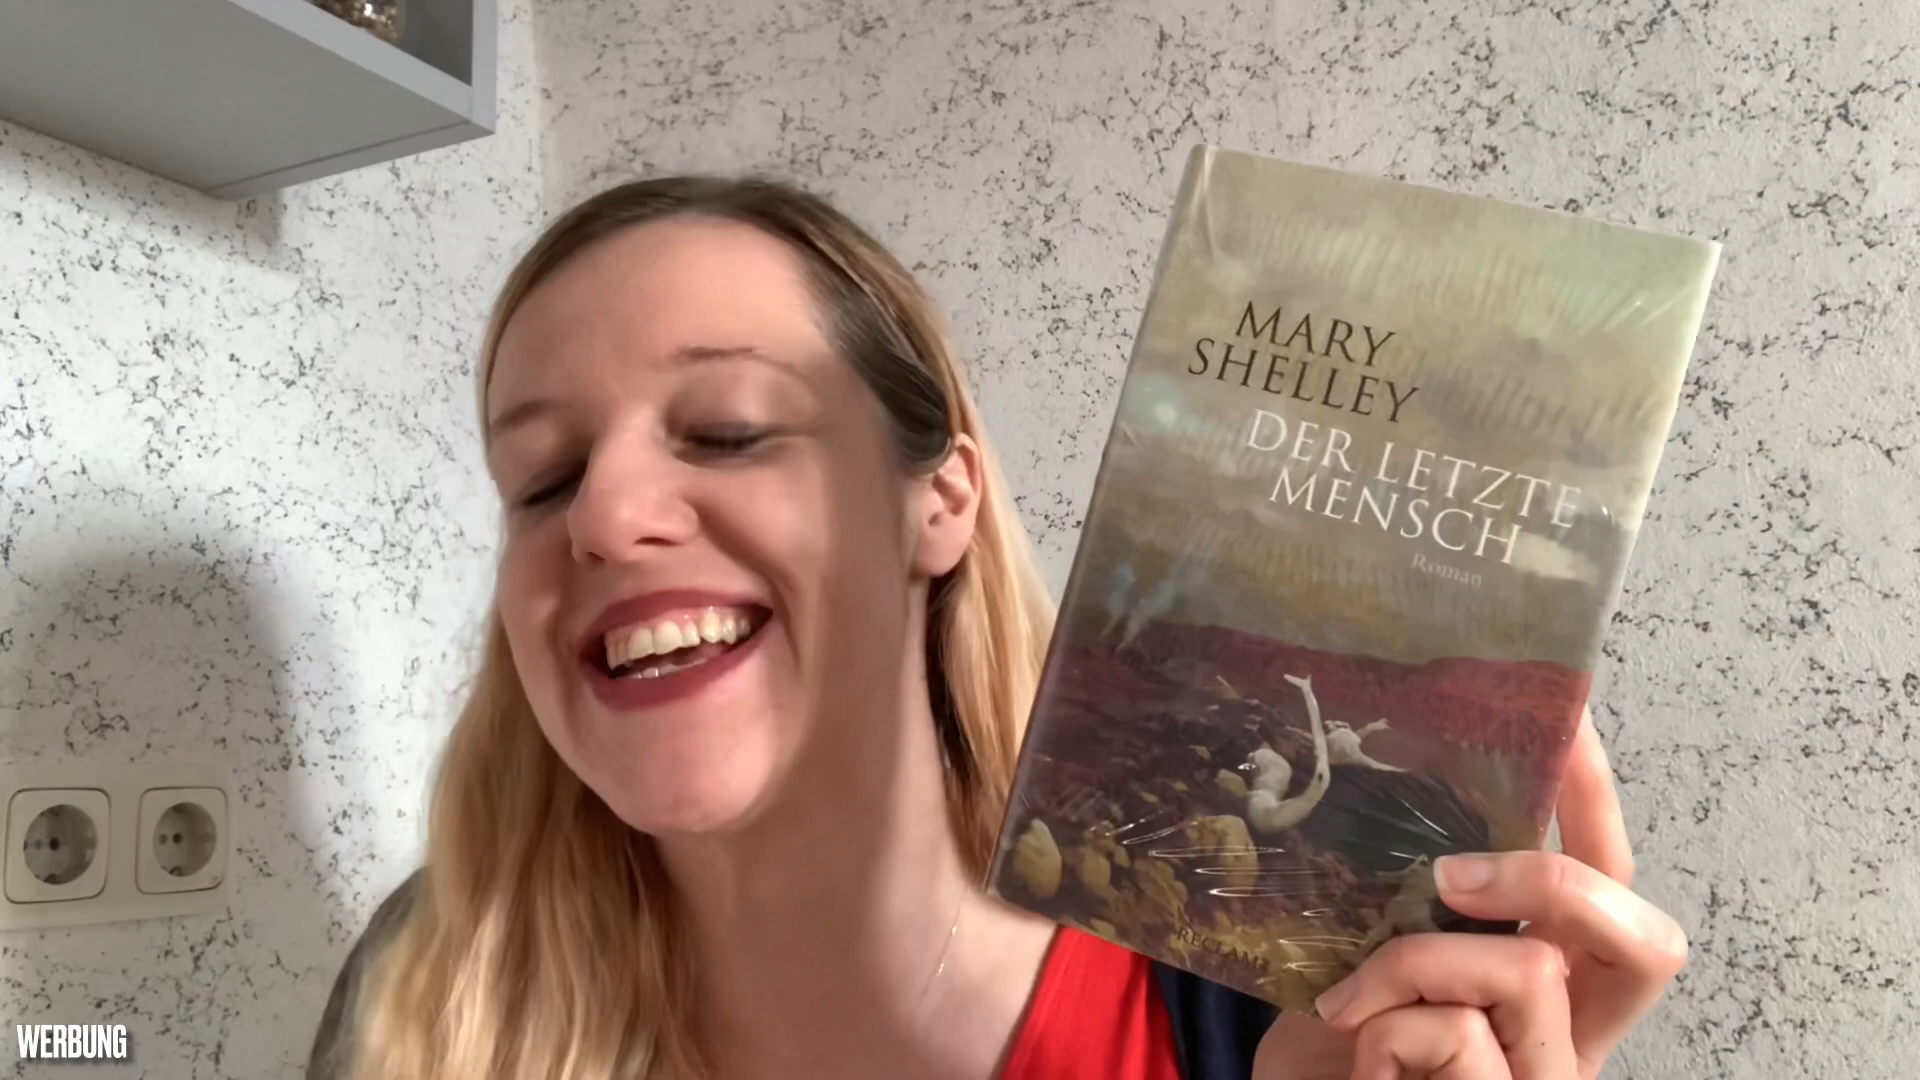 MARY
SHELLEY
DER LETZTE
MENSCH
Roman
RECLAM
WERBUNG